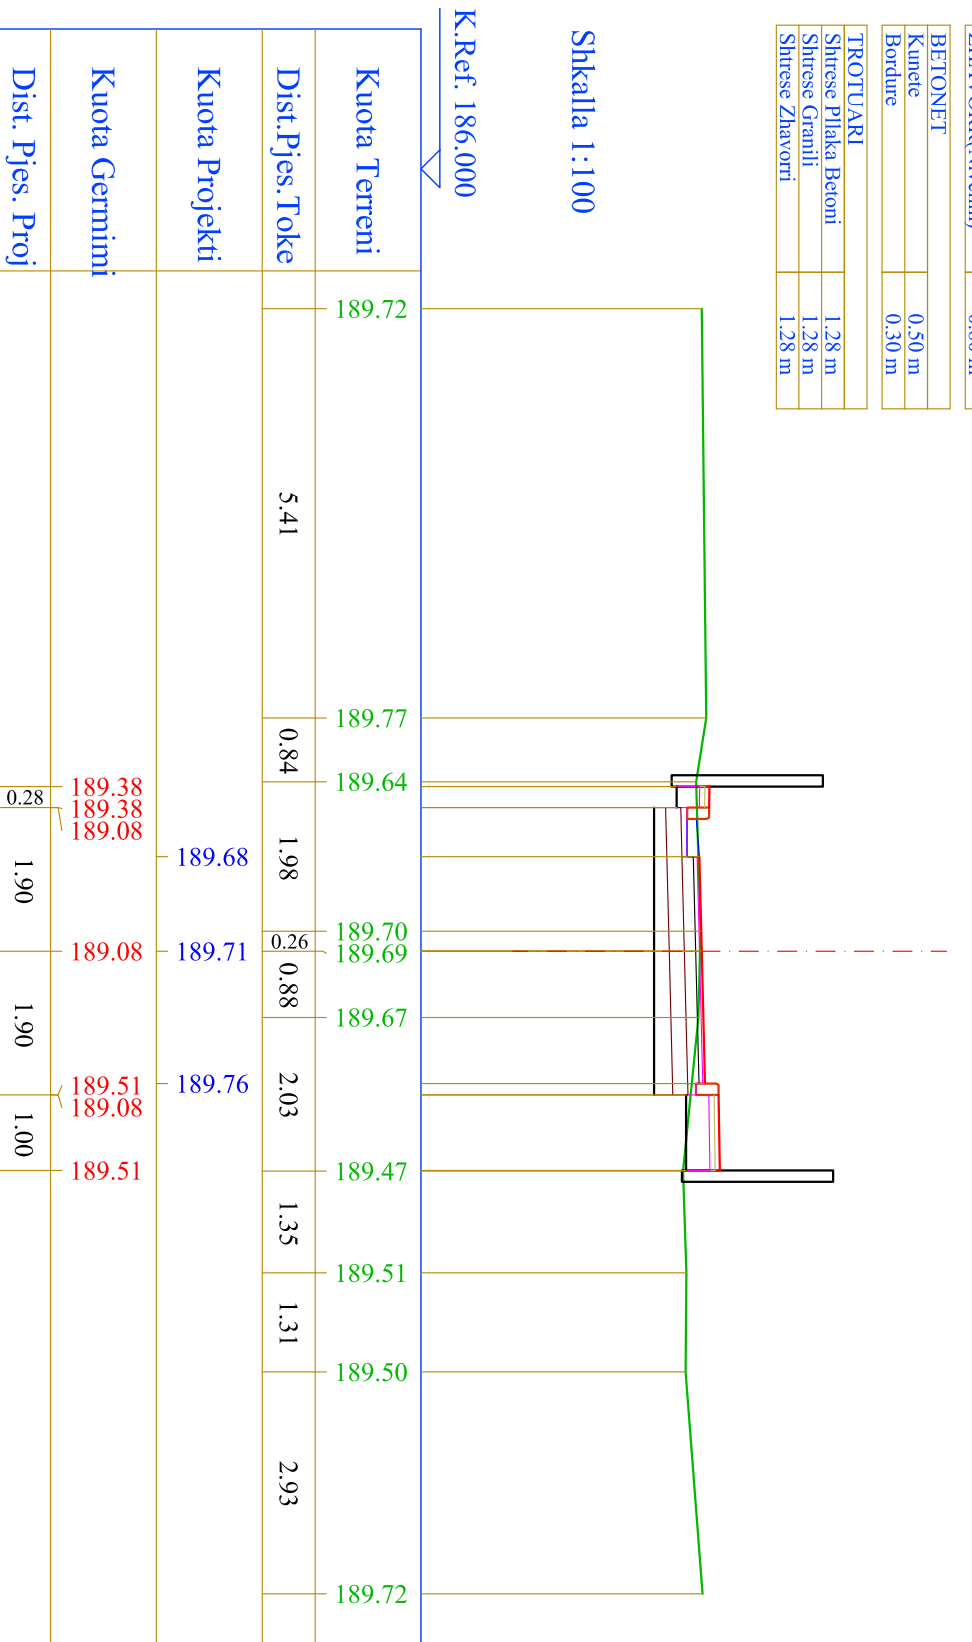 BETONET
Kunete 0.50 m
Bordure 0.30 m
TROTUARI
Shtrese Pllaka Betoni 1.28 m
Shtrese Granili 1.28 m
Shtrese Zhavorri 1.28 m
Shkalla 1:100
K.Ref. 186.000
Kuota Terreni 189.72 189.77 189.64 189.70 189.69 189.67 189.47 189.51 189.50 189.72
Dist.Pjes.Toke 5.41 0.84 1.98 0.26 0.88 2.03 1.35 1.31 2.93
Kuota Projekti 189.68 189.71 189.76
Kuota Germimi 189.38 189.38 189.08 189.08 189.51 189.08 189.51
Dist. Pjes. Proj 0.28 1.90 1.90 1.00